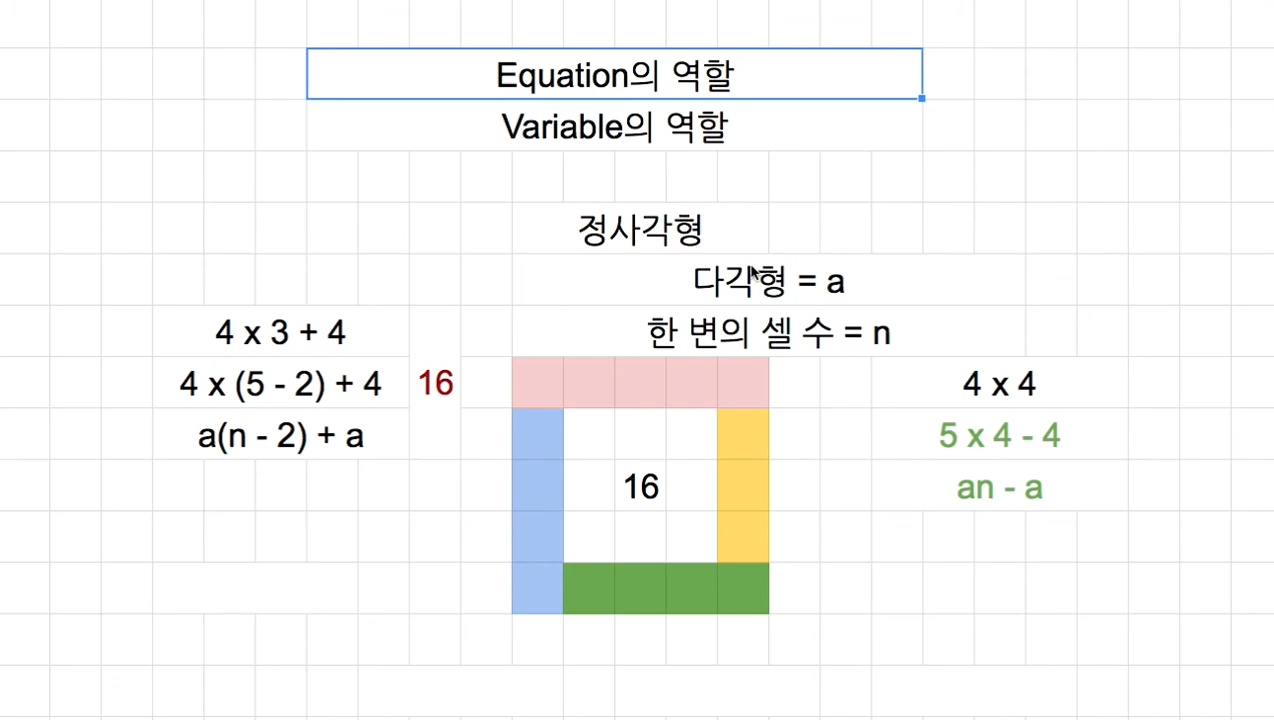 Equation의 역할
Variable의 역할
정사각형
다각형 = a
한 변의 셀 수 = n
4 x 3 + 4
4 x (5 - 2) + 4
a(n - 2) + a
16
16
4 x 4
5 x 4 - 4
an - a